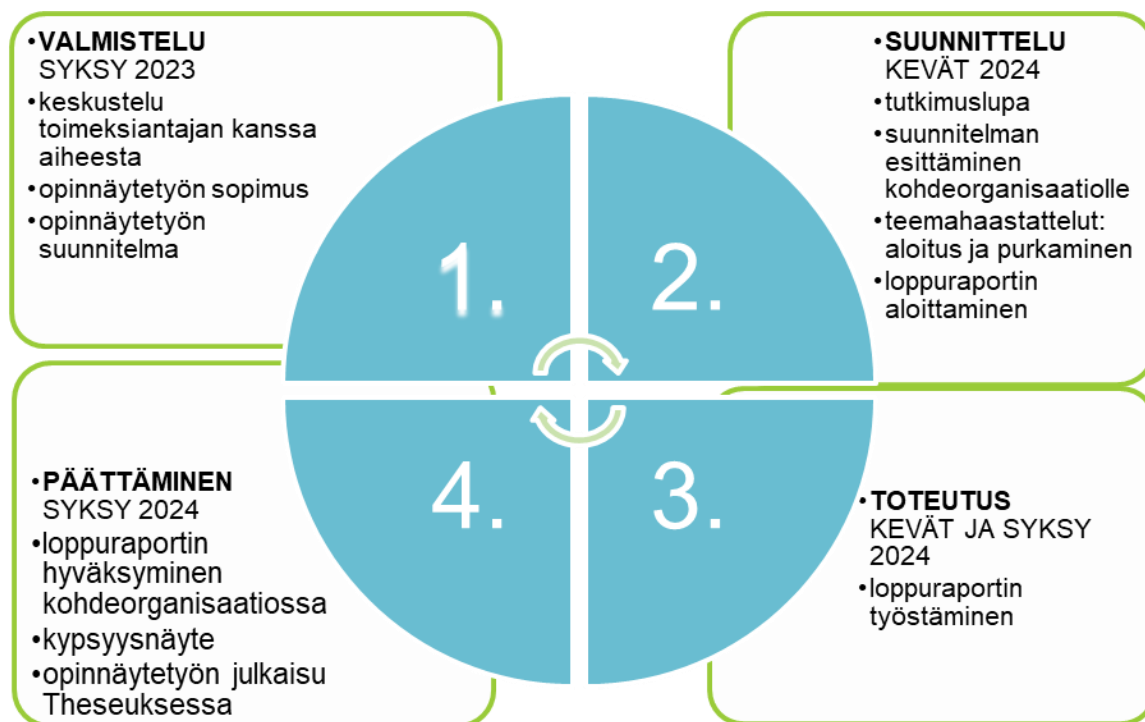 •VALMISTELU
SYKSY 2023
•keskustelu
toimeksiantajan kanssa
aiheesta
•opinnäytetyön sopimus
•opinnäytetyön
suunnitelma
1.
•SUUNNITTELU
KEVÄT 2024
•tutkimuslupa
•suunnitelman
esittäminen
kohdeorganisaatiolle
•teemahaastattelut:
aloitus ja purkaminen
•loppuraportin
aloittaminen
2.
•TOTEUTUS
KEVÄT JA SYKSY
2024
•loppuraportin
työstäminen
3.
•PÄÄTTÄMINEN
SYKSY 2024
•loppuraportin
hyväksyminen
kohdeorganisaatiossa
•kypsyysnäyte
•opinnäytetyön julkaisu
Theseuksessa
4.